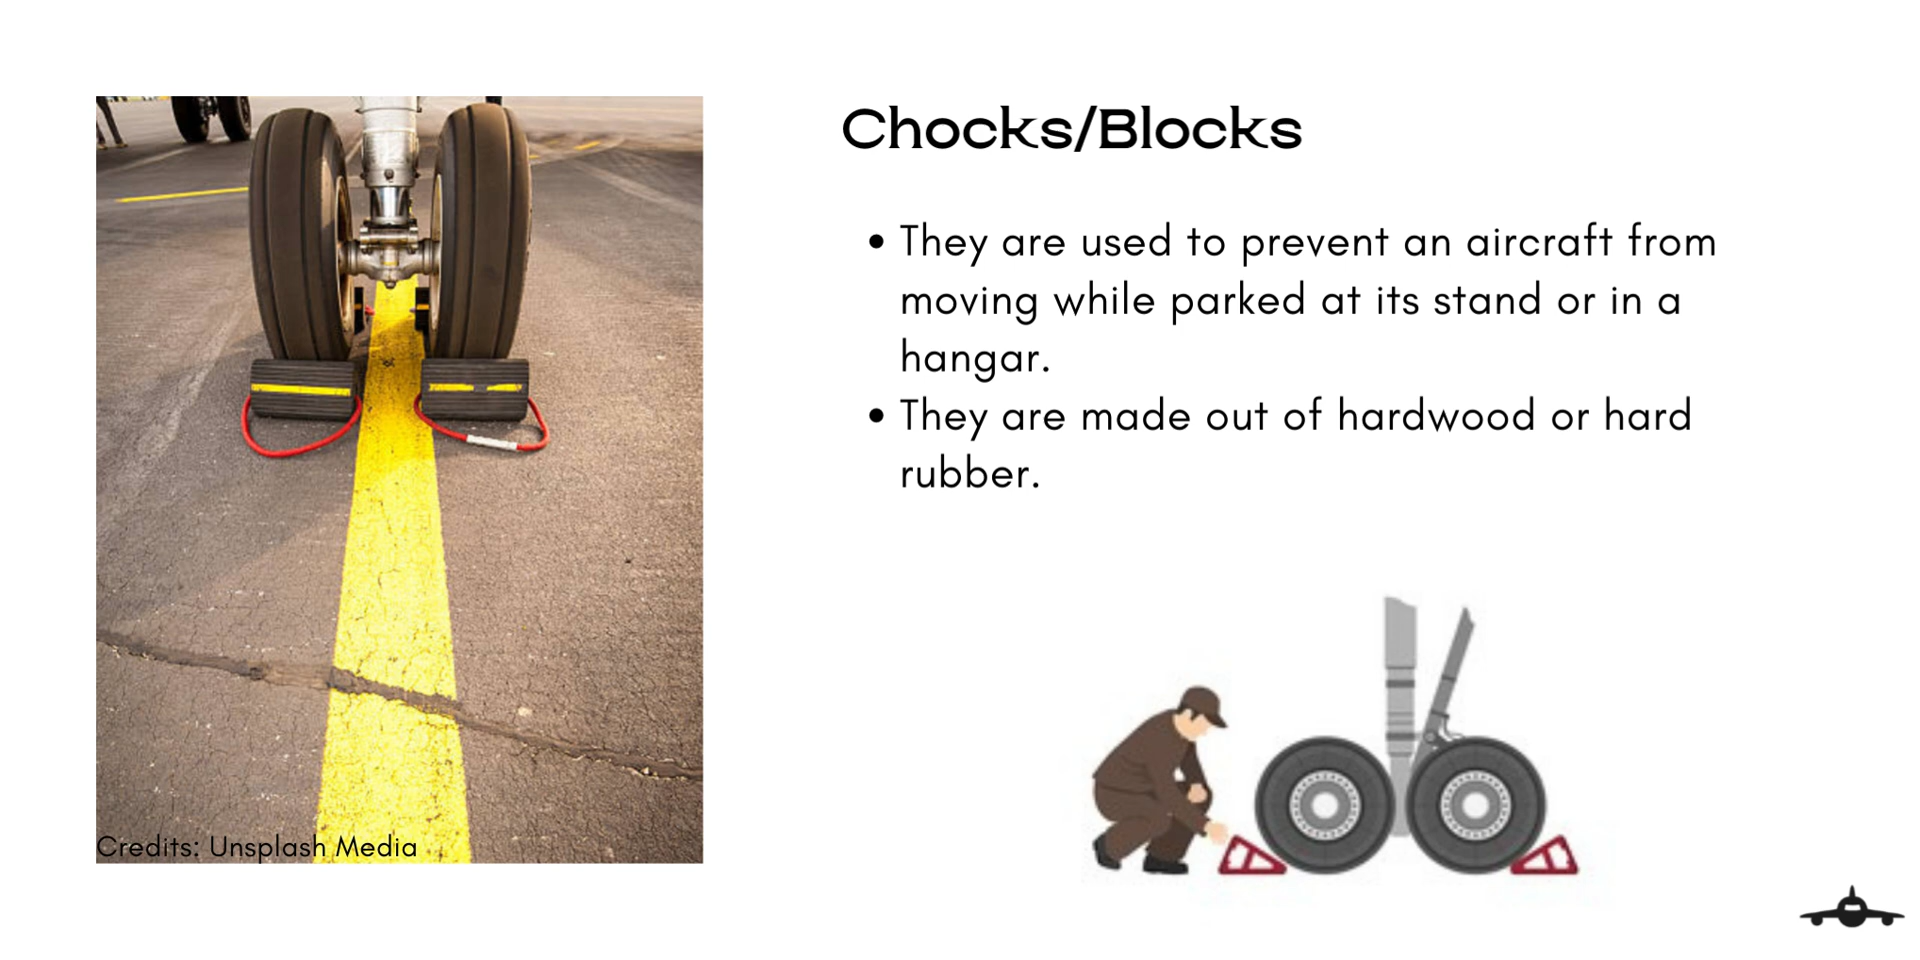 Chocks/Blocks
• They are used to prevent an aircraft from
moving while parked at its stand or in a
hangar.
• They are made out of hardwood or hard
rubber.
Credits: Unsplash Media